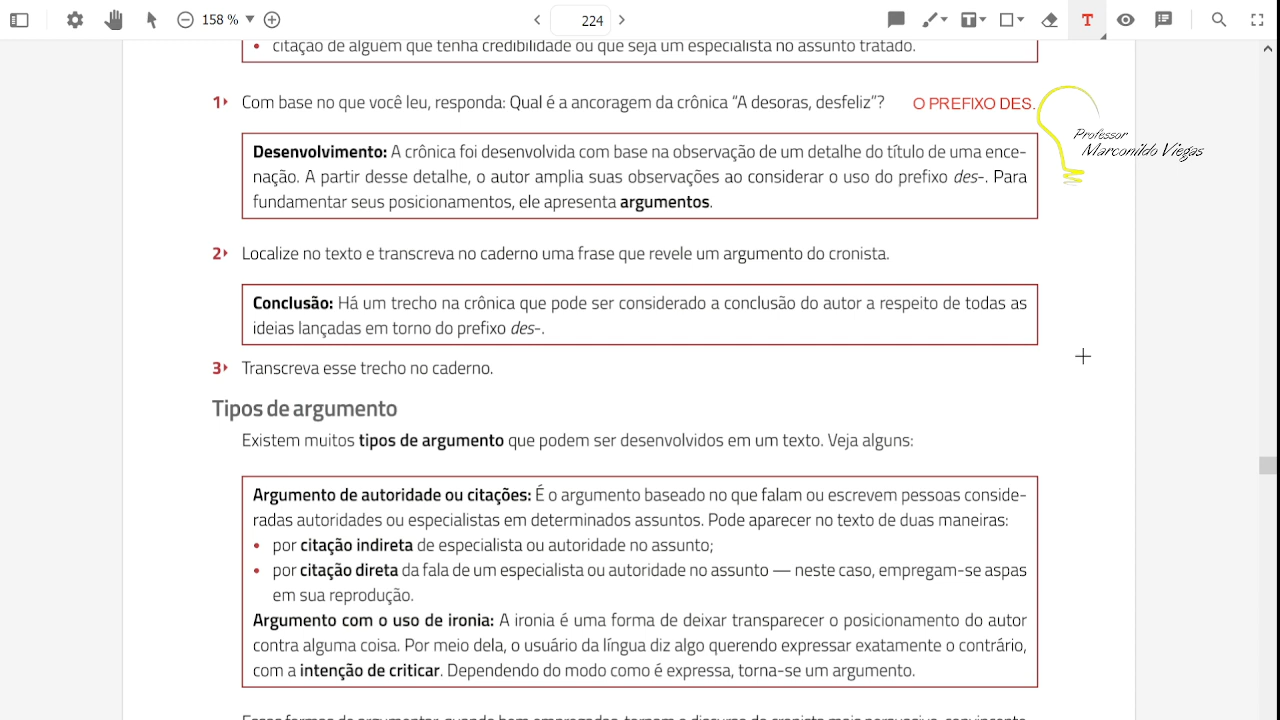 158 %
224
T
citação de alguém que tenha credibilidade ou que seja um especialista no assunto tratado.
1 Com base no que você leu, responda: Qual é a ancoragem da crônica “A desoras, desfeliz”? O PREFIXO DES.
Professor
Marconildo Viegas
Desenvolvimento: A crônica foi desenvolvida com base na observação de um detalhe do título de uma ence-
nação. A partir desse detalhe, o autor amplia suas observações ao considerar o uso do prefixo des-. Para
fundamentar seus posicionamentos, ele apresenta argumentos.
2 Localize no texto e transcreva no caderno uma frase que revele um argumento do cronista.
Conclusão: Há um trecho na crônica que pode ser considerado a conclusão do autor a respeito de todas as
ideias lançadas em torno do prefixo des-.
3 Transcreva esse trecho no caderno.
Tipos de argumento
Existem muitos tipos de argumento que podem ser desenvolvidos em um texto. Veja alguns:
Argumento de autoridade ou citações: É o argumento baseado no que falam ou escrevem pessoas conside-
radas autoridades ou especialistas em determinados assuntos. Pode aparecer no texto de duas maneiras:
• por citação indireta de especialista ou autoridade no assunto;
• por citação direta da fala de um especialista ou autoridade no assunto — neste caso, empregam-se aspas
em sua reprodução.
Argumento com o uso de ironia: A ironia é uma forma de deixar transparecer o posicionamento do autor
contra alguma coisa. Por meio dela, o usuário da língua diz algo querendo expressar exatamente o contrário,
com a intenção de criticar. Dependendo do modo como é expressa, torna-se um argumento.